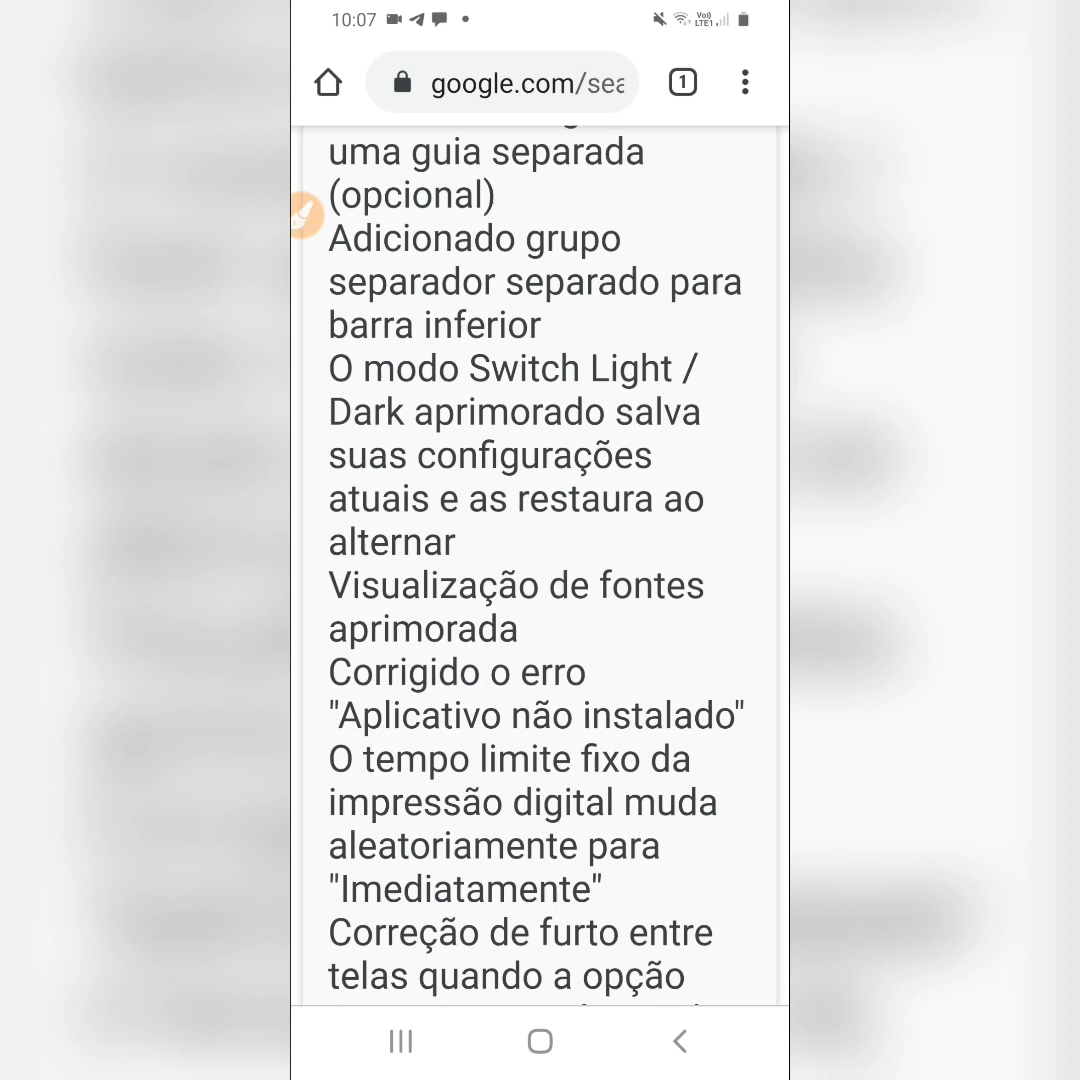 10:07
Vo)
LTE1
google.com/sea
1
uma guia separada
(opcional)
Adicionado grupo
separador separado para
barra inferior
O modo Switch Light /
Dark aprimorado salva
suas configurações
atuais e as restaura ao
alternar
Visualização de fontes
aprimorada
Corrigido o erro
"Aplicativo não instalado"
O tempo limite fixo da
impressão digital muda
aleatoriamente para
"Imediatamente"
Correção de furto entre
telas quando a opção